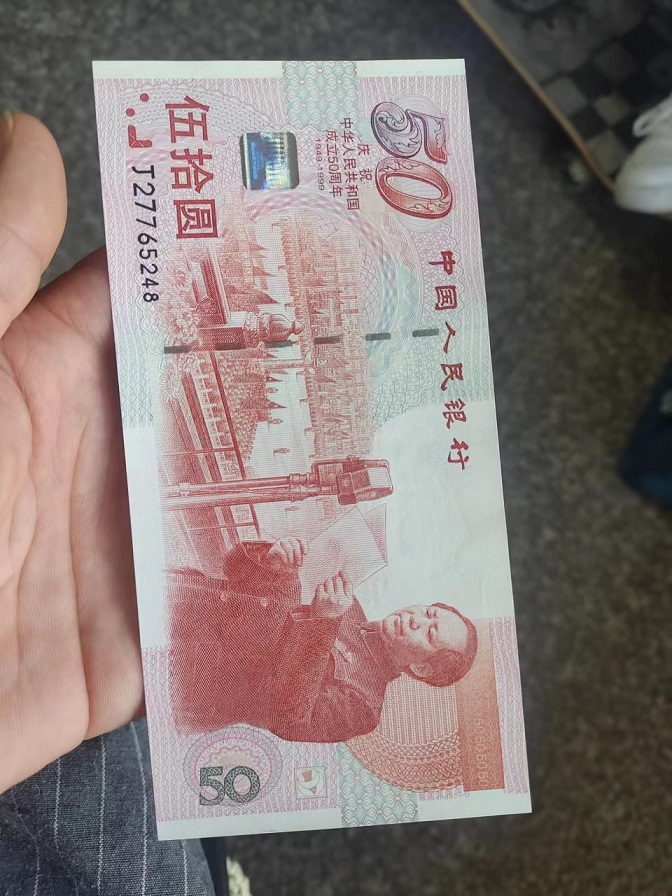 50
中国人民银行
庆祝
中华人民共和国
成立50周年
1949-1999
伍拾圆
J27765248
50